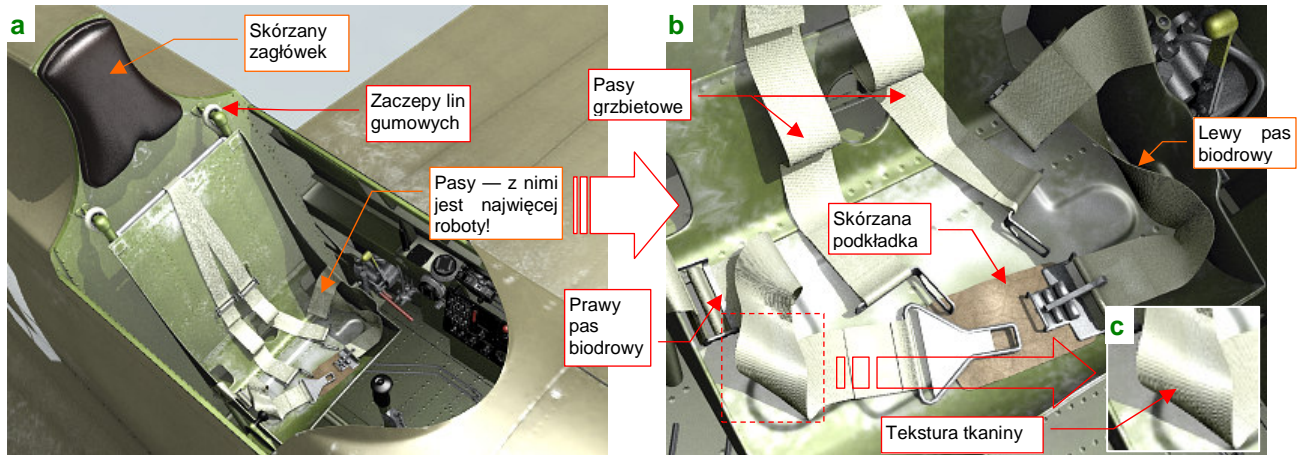 a
Skórzany
zagłówek
Zaczepy lin
gumowych
Pasy — z nimi
jest najwięcej
roboty!
b
Pasy
grzbietowe
Lewy pas
biodrowy
Skórzana
podkładka
Prawy
pas
biodrowy
c
Tekstura tkaniny